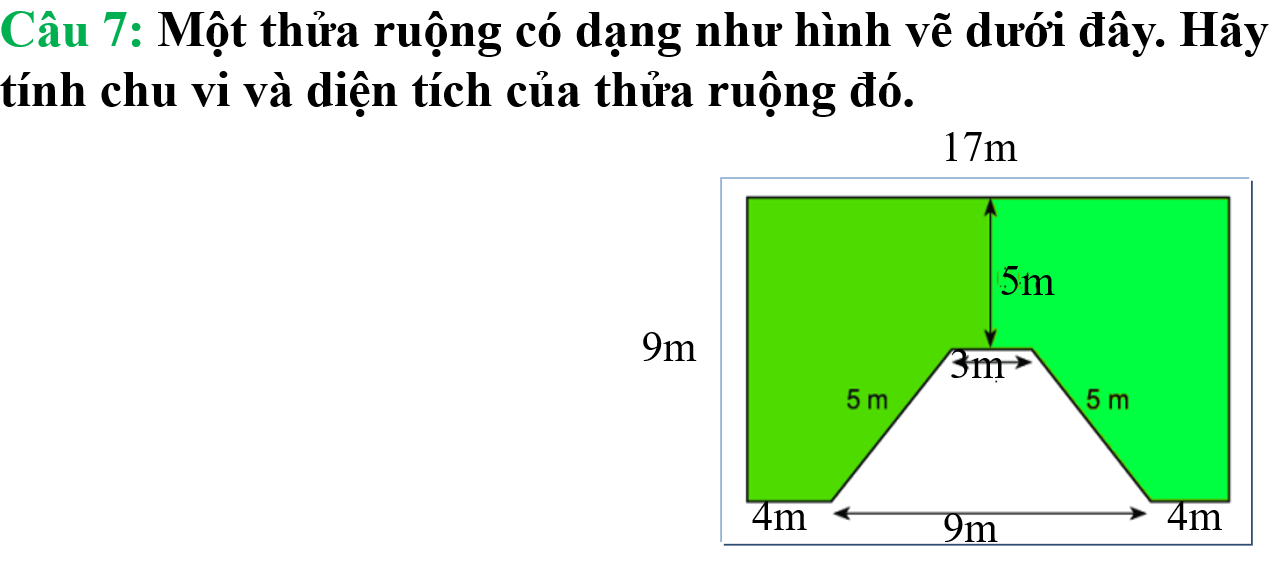 Câu 7: Một thửa ruộng có dạng như hình vẽ dưới đây. Hãy
tính chu vi và diện tích của thửa ruộng đó.
17m
5m
9m
3m
5 m
5 m
4m
9m
4m